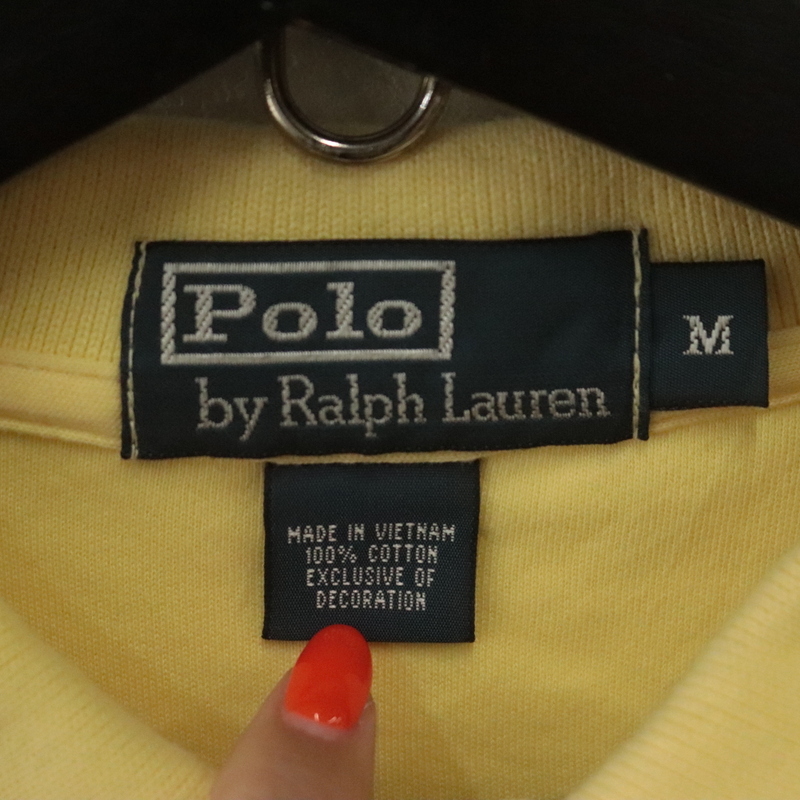 Polo
by Ralph Lauren
M
MADE IN VIETNAM
100% COTTON
EXCLUSIVE OF
DECORATION